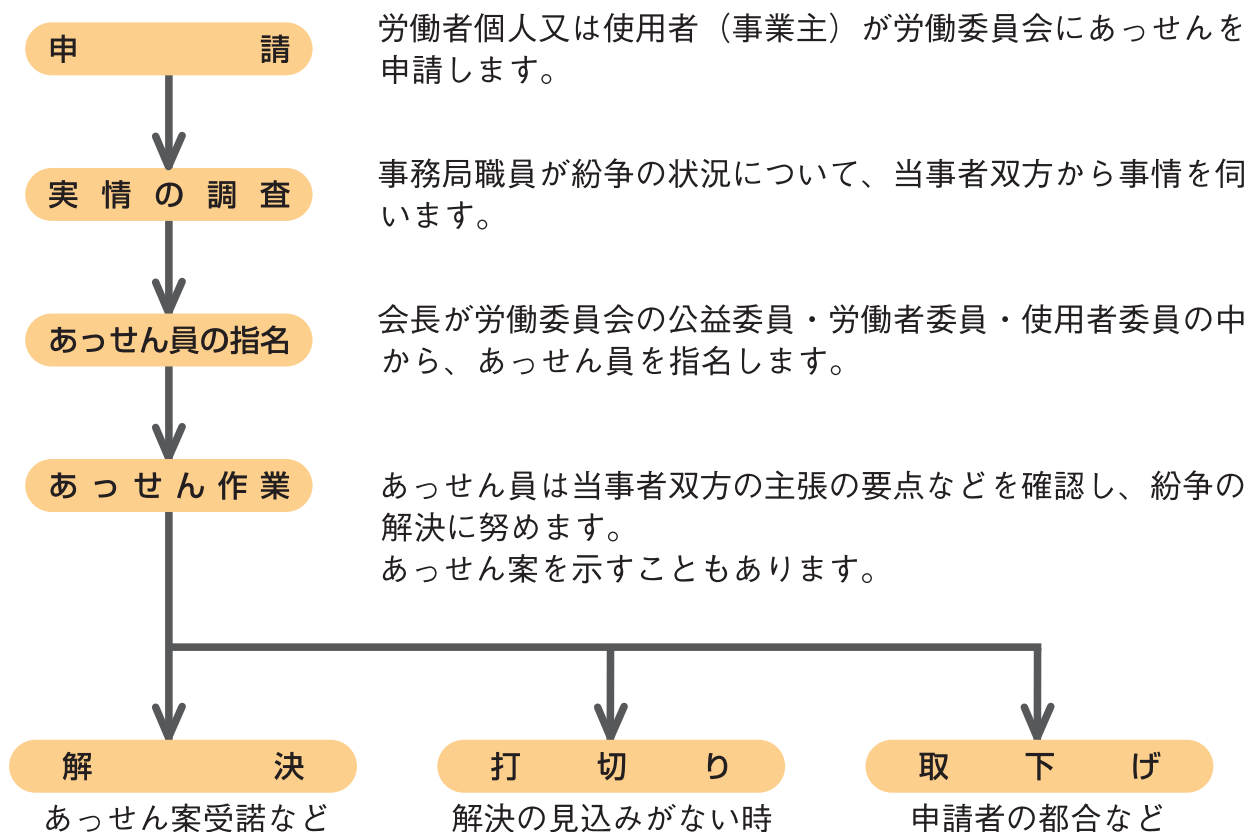 申請
労働者個人又は使用者（事業主）が労働委員会にあっせんを
申請します。
実情の調査
事務局職員が紛争の状況について、当事者双方から事情を伺
います。
あっせん員の指名
会長が労働委員会の公益委員・労働者委員・使用者委員の中
から、あっせん員を指名します。
あっせん作業
あっせん員は当事者双方の主張の要点などを確認し、紛争の
解決に努めます。
あっせん案を示すこともあります。
解決
あっせん案受諾など
打切り
解決の見込みがない時
取下げ
申請者の都合など